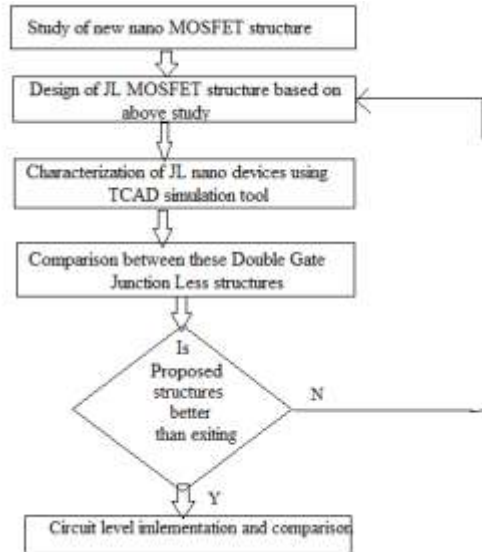 Study of new nano MOSFET structure
Design of JL MOSFET structure based on
above study
Characterization of JL nano devices using
TCAD simulation tool
Comparison between these Double Gate
Junction Less structures
Is
Proposed
structures
better
than exiting
N
Y
Circuit level imlementation and comparison